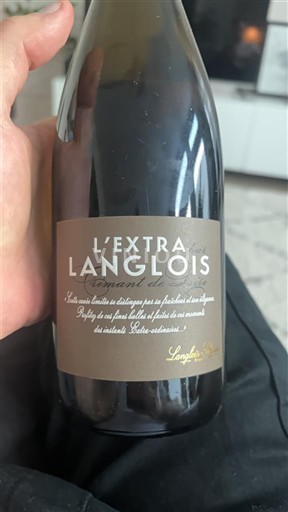 L'EXTRA
LANGLOIS
Crémant de Loire
"Cette cuvée limitée se distingue par sa fraîcheur et son élégance.
Profitez de ces fines bulles et faites de vos moments
des instants Extra-ordinaires..."
Langlois